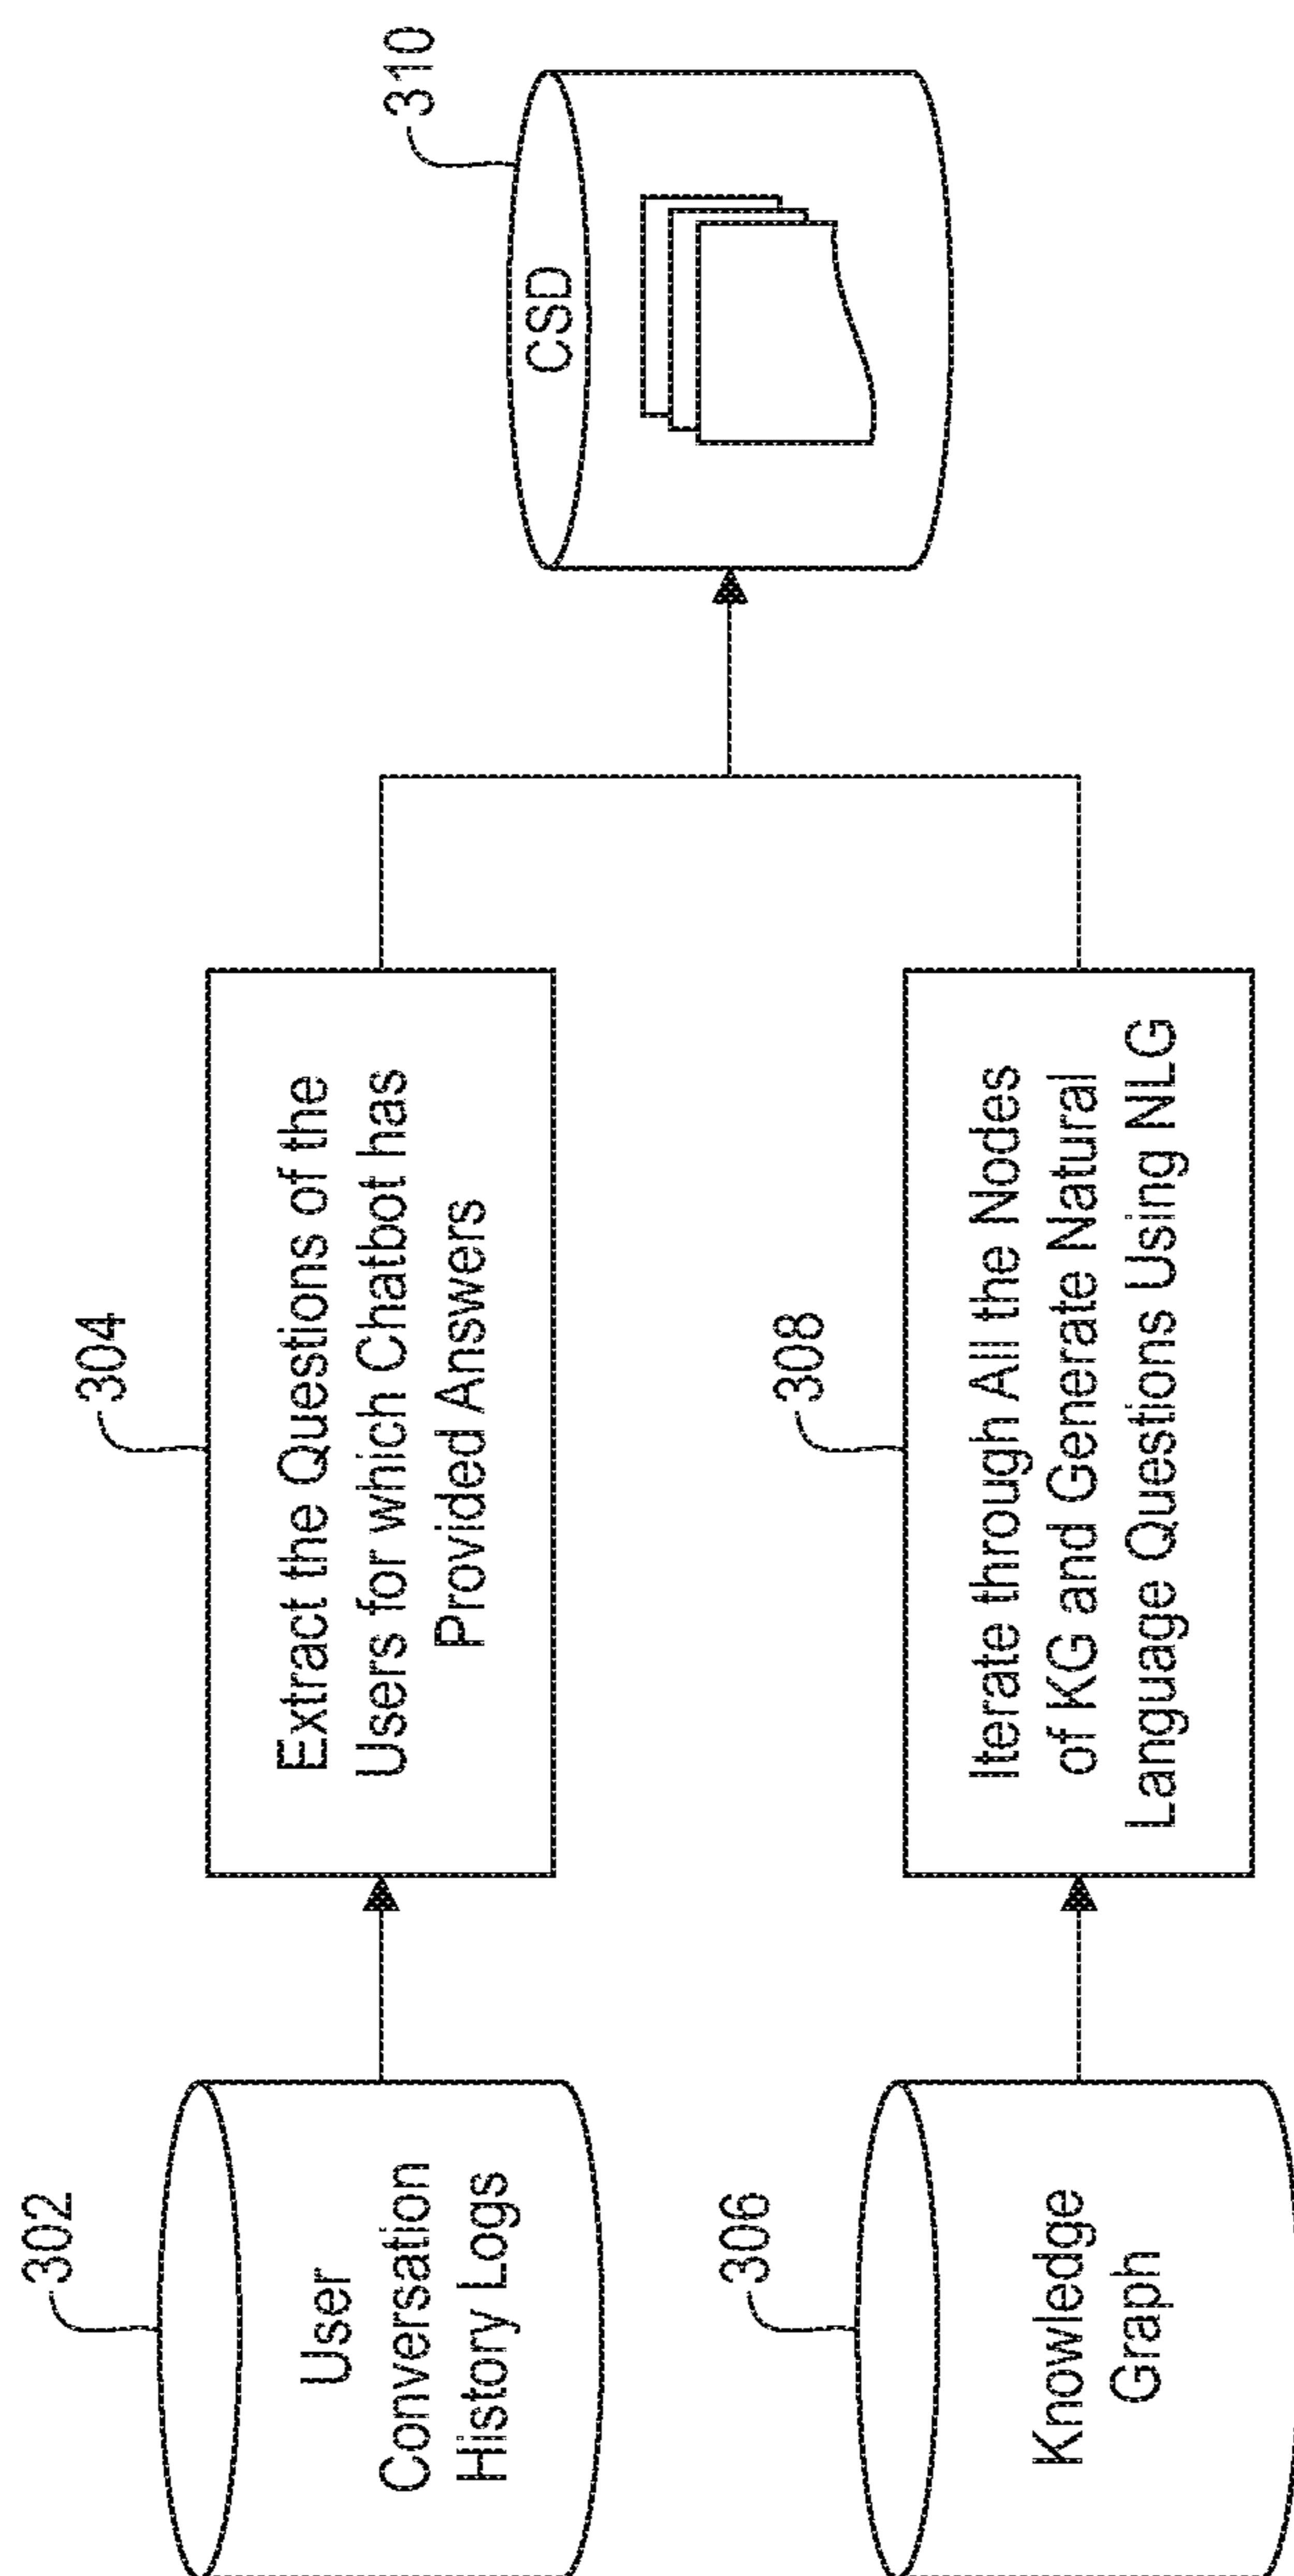 302
User
Conversation
History Logs
304
Extract the Questions of the
Users for which Chatbot has
Provided Answers
306
Knowledge
Graph
308
Iterate through All the Nodes
of KG and Generate Natural
Language Questions Using NLG
310
CSD